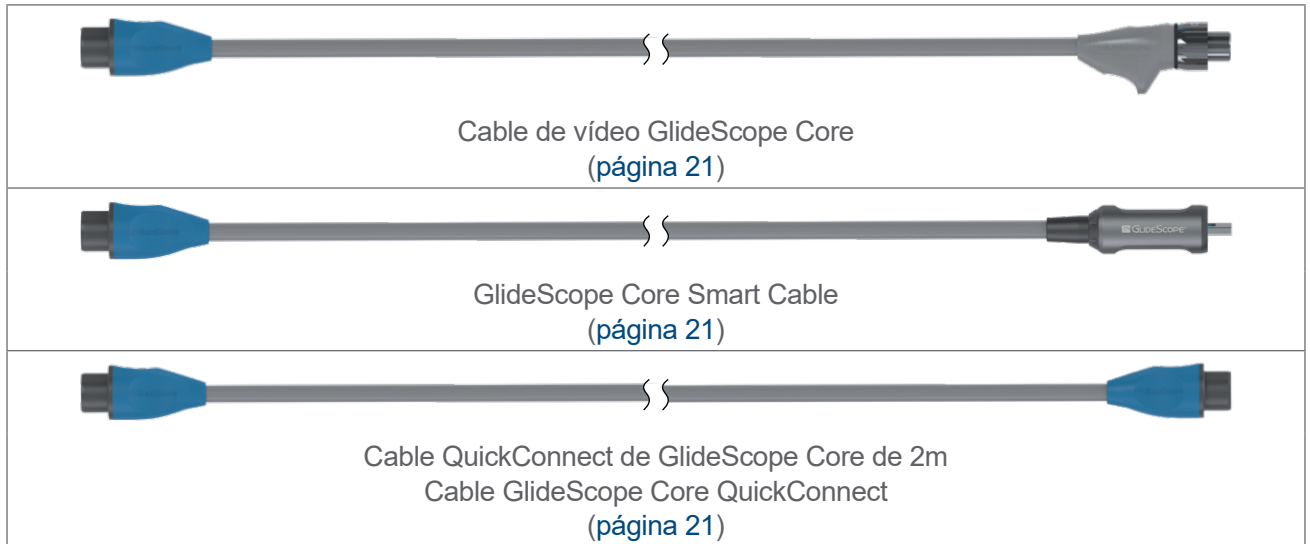 Cable de vídeo GlideScope Core
(página 21)
GLIDESCOPE
GlideScope Core Smart Cable
(página 21)
Cable QuickConnect de GlideScope Core de 2m
Cable GlideScope Core QuickConnect
(página 21)